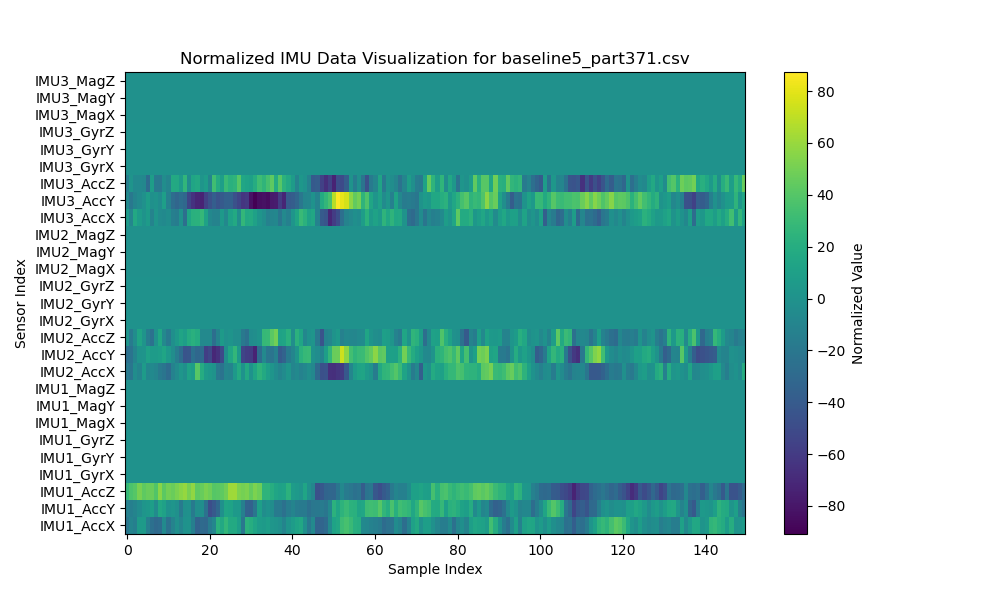 Normalized IMU Data Visualization for baseline5_part371.csv
IMU3_MagZ
IMU3_MagY
IMU3_MagX
IMU3_GyrZ
IMU3_GyrY
IMU3_GyrX
IMU3_AccZ
IMU3_AccY
IMU3_AccX
IMU2_MagZ
IMU2_MagY
IMU2_MagX
IMU2_GyrZ
IMU2_GyrY
IMU2_GyrX
IMU2_AccZ
IMU2_AccY
IMU2_AccX
IMU1_MagZ
IMU1_MagY
IMU1_MagX
IMU1_GyrZ
IMU1_GyrY
IMU1_GyrX
IMU1_AccZ
IMU1_AccY
IMU1_AccX
Sensor Index
0 20 40 60 80 100 120 140
Sample Index
80
60
40
20
0
−20
−40
−60
−80
Normalized Value